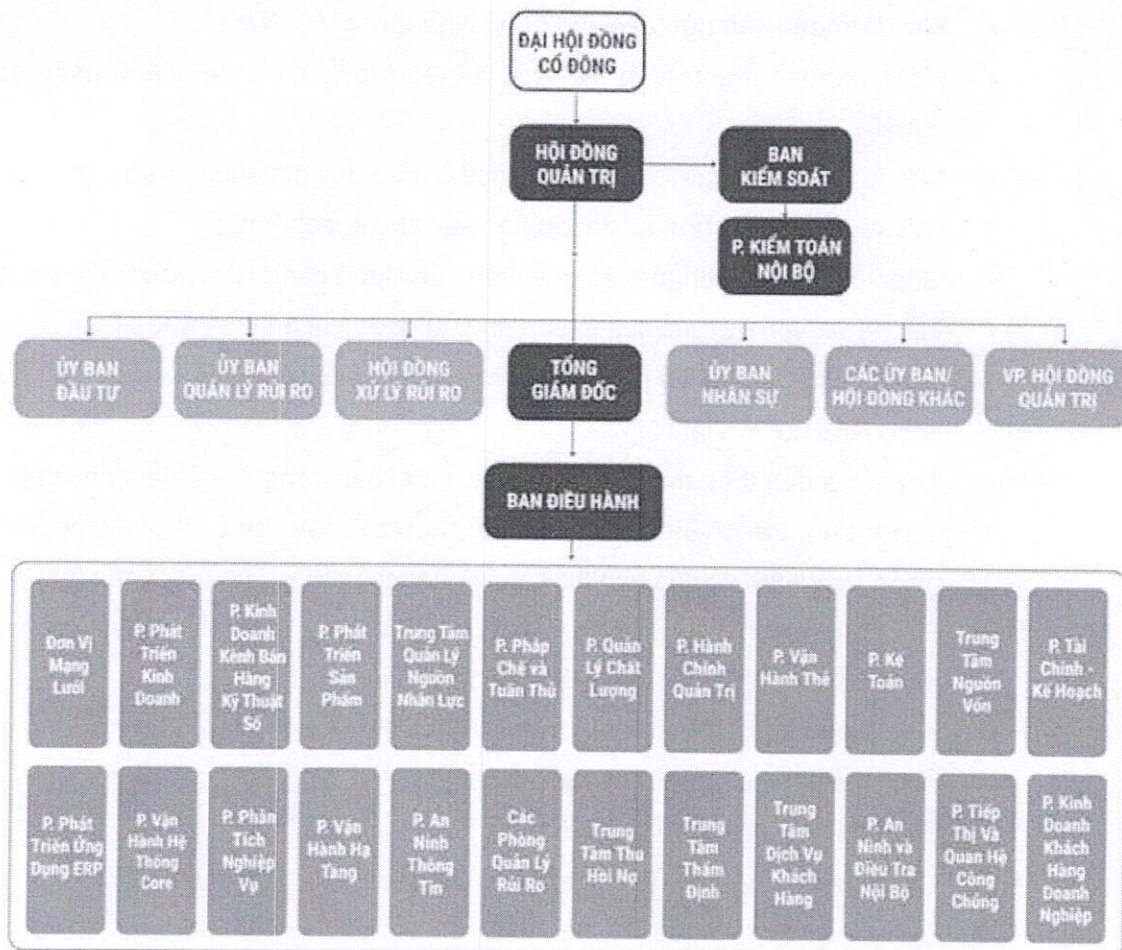 ĐẠI HỘI ĐỒNG
CỔ ĐÔNG
HỘI ĐỒNG
QUẢN TRỊ
BAN
KIỂM SOÁT
P. KIỂM TOÁN
NỘI BỘ
ỦY BAN
ĐẦU TƯ
ỦY BAN
QUẢN LÝ RỦI RO
HỘI ĐỒNG
XỬ LÝ RỦI RO
TỔNG
GIÁM ĐỐC
ỦY BAN
NHÂN SỰ
CÁC ỦY BAN/
HỘI ĐỒNG KHÁC
VP. HỘI ĐỒNG
QUẢN TRỊ
BAN ĐIỀU HÀNH
Đơn Vị
Mạng
Lưới
P. Phát
Triển
Kinh
Doanh
P. Kinh
Doanh
Kênh Bán
Hàng
Kỹ Thuật
Số
P. Phát
Triển
Sản
Phẩm
Trung Tâm
Quản Lý
Nguồn
Nhân Lực
P. Pháp
Chế và
Tuân Thủ
P. Quản
Lý Chất
Lượng
P. Hành
Chính
Quản Trị
P. Vận
Hành Thẻ
P. Kế
Toán
Trung
Tâm
Nguồn
Vốn
P. Tài
Chính -
Kế Hoạch
P. Phát
Triển Ứng
Dụng ERP
P. Vận
Hành Hệ
Thống
Core
P. Phân
Tích
Nghiệp
Vụ
P. Vận
Hành Hạ
Tầng
P. An
Ninh
Thông
Tin
Các
Phòng
Quản Lý
Rủi Ro
Trung
Tâm Thu
Hồi Nợ
Trung
Tâm
Thẩm
Định
Trung
Tâm
Dịch Vụ
Khách
Hàng
P. An
Ninh và
Điều Tra
Nội Bộ
P. Tiếp
Thị Và
Quan Hệ
Công
Chúng
P. Kinh
Doanh
Khách
Hàng
Doanh
Nghiệp